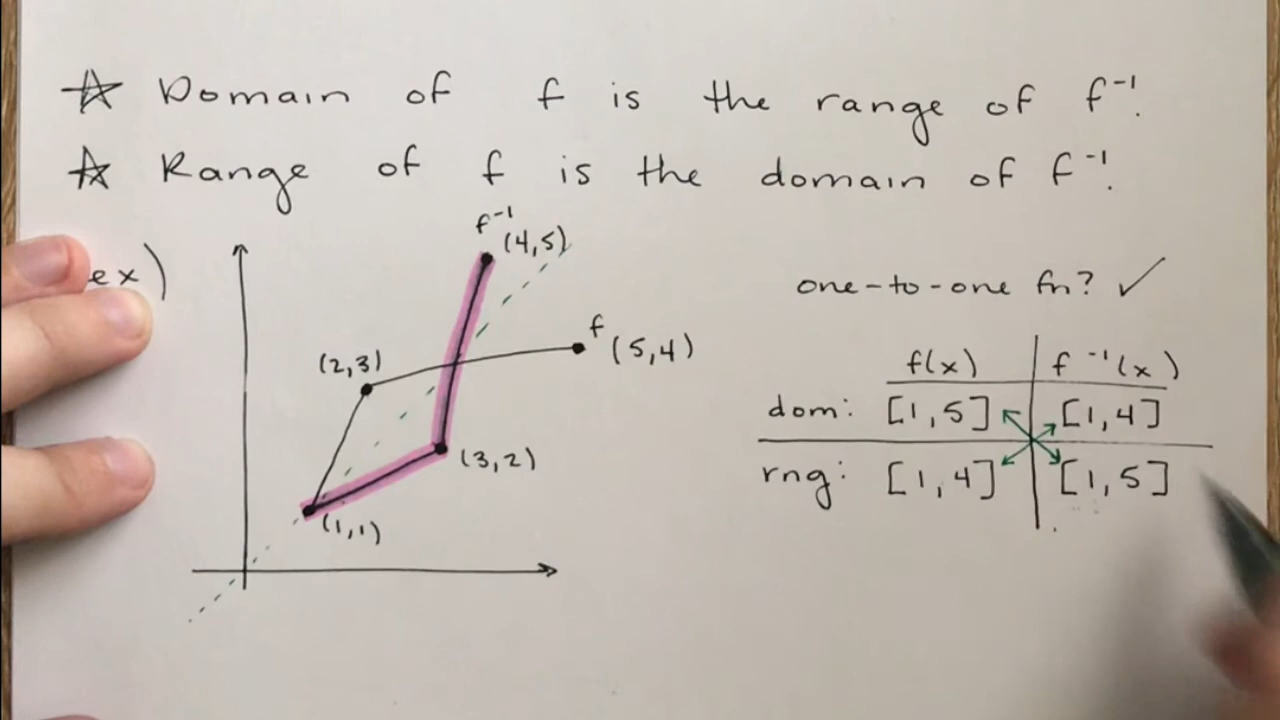 ☆ Domain of f is the range of f⁻¹.
☆ Range of f is the domain of f⁻¹.
ex)
f⁻¹
(4,5)
f
(5,4)
(2,3)
(3,2)
(1,1)
one-to-one fn? ✓
f(x) f⁻¹(x)
dom: [1,5] [1,4]
rng: [1,4] [1,5]